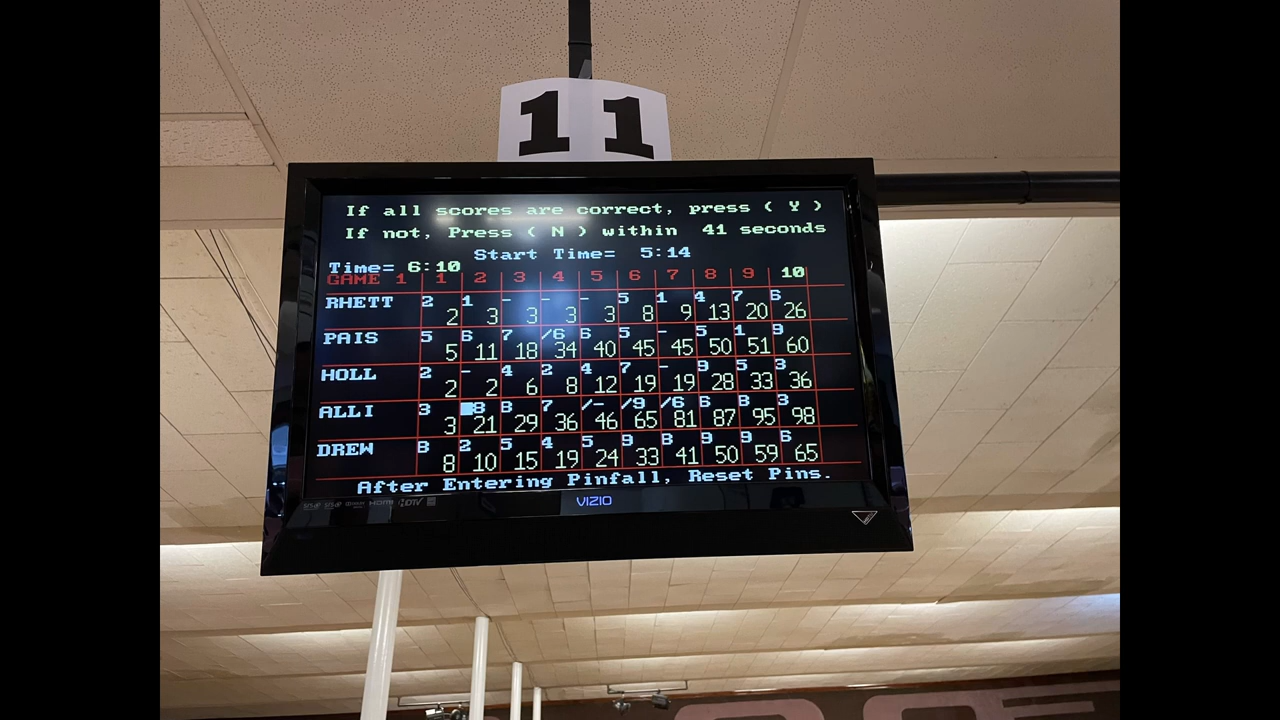 11
If all scores are correct, press ( Y )
If not, Press ( N ) within 41 seconds
Start Time= 5:14
Time= 6:10
GAME 1 1 2 3 4 5 6 7 8 9 10
RHETT 2 1 - - - 5 1 4 7 6
2 3 3 3 3 8 9 13 20 26
PAIS 5 6 7 /6 6 5 - 5 1 9
5 11 18 34 40 45 45 50 51 60
HOLL 2 - 4 2 4 7 - 9 5 3
2 2 6 8 12 19 19 28 33 36
ALLI 3 8 8 7 /- /9 /6 6 8 3
3 21 29 36 46 65 81 87 95 98
DREW 8 2 5 4 5 9 8 9 9 6
8 10 15 19 24 33 41 50 59 65
After Entering Pinfall, Reset Pins.
HDMI HDTV
VIZIO